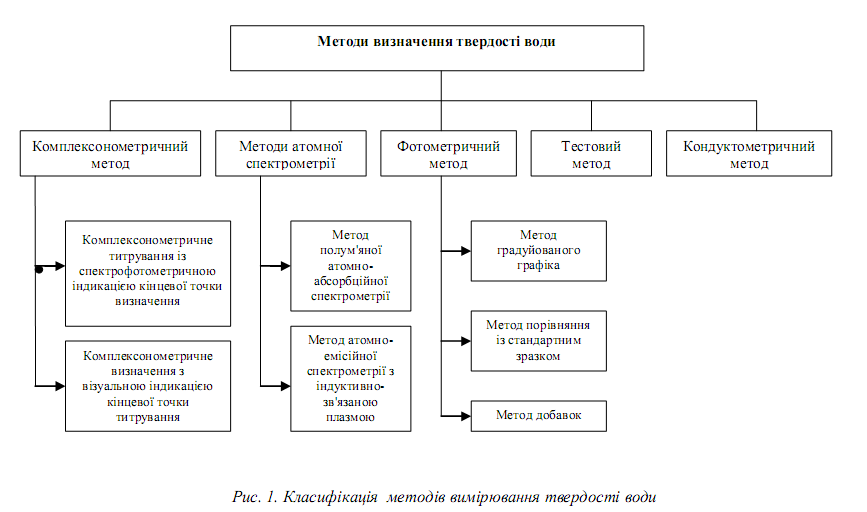 Методи визначення твердості води
Комплексонометричний
метод
Методи атомної
спектрометрії
Фотометричний
метод
Тестовий
метод
Кондуктометричний
метод
Комплексонометричне
титрування із
спектрофотометричною
індикацією кінцевої точки
визначення
Комплексонометричне
визначення з
візуальною індикацією
кінцевої точки
титрування
Метод
полум'яної
атомно-
абсорбційної
спектрометрії
Метод атомно-
емісійної
спектрометрії з
індуктивно-
зв'язаною
плазмою
Метод
градуйованого
графіка
Метод порівняння
із стандартним
зразком
Метод добавок
Рис. 1. Класифікація методів вимірювання твердості води